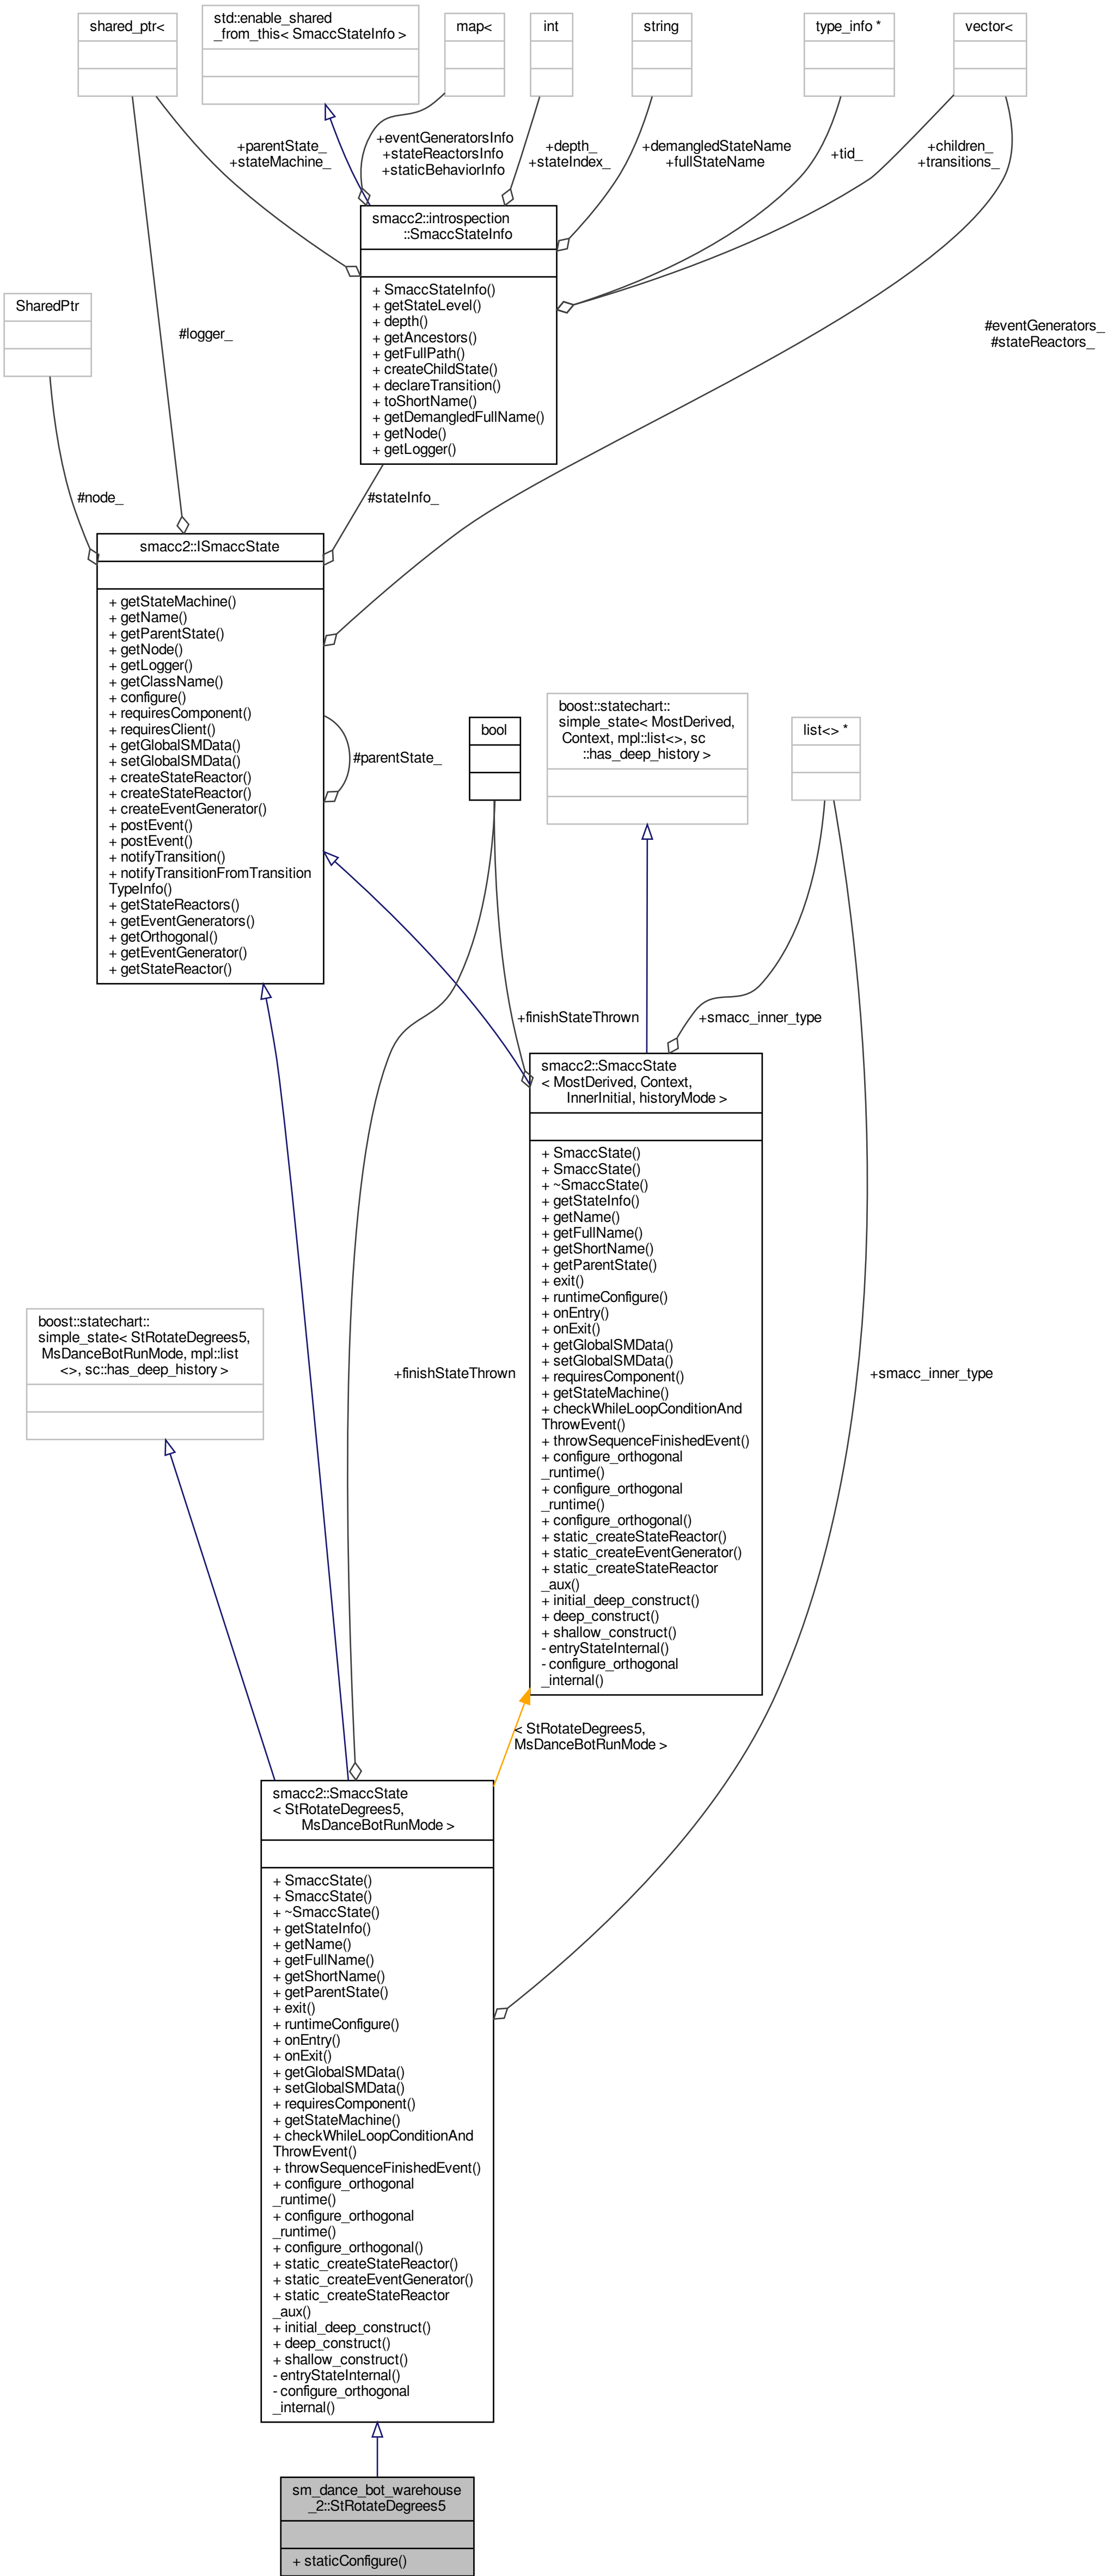 shared_ptr<
std::enable_shared
_from_this< SmaccStateInfo >
map<
int
string
type_info *
vector<
+parentState_
+stateMachine_
+eventGeneratorsInfo
+stateReactorsInfo
+staticBehaviorInfo
+depth_
+stateIndex_
+demangledStateName
+fullStateName
+tid_
+children_
+transitions_
smacc2::introspection
::SmaccStateInfo
+ SmaccStateInfo()
+ getStateLevel()
+ depth()
+ getAncestors()
+ getFullPath()
+ createChildState()
+ declareTransition()
+ toShortName()
+ getDemangledFullName()
+ getNode()
+ getLogger()
SharedPtr
#logger_
#eventGenerators_
#stateReactors_
#node_
#stateInfo_
smacc2::ISmaccState
+ getStateMachine()
+ getName()
+ getParentState()
+ getNode()
+ getLogger()
+ getClassName()
+ configure()
+ requiresComponent()
+ requiresClient()
+ getGlobalSMData()
+ setGlobalSMData()
+ createStateReactor()
+ createStateReactor()
+ createEventGenerator()
+ postEvent()
+ postEvent()
+ notifyTransition()
+ notifyTransitionFromTransition
TypeInfo()
+ getStateReactors()
+ getEventGenerators()
+ getOrthogonal()
+ getEventGenerator()
+ getStateReactor()
#parentState_
bool
boost::statechart::
simple_state< MostDerived,
Context, mpl::list<>, sc
::has_deep_history >
list<> *
+finishStateThrown
+smacc_inner_type
smacc2::SmaccState
< MostDerived, Context,
InnerInitial, historyMode >
+ SmaccState()
+ SmaccState()
+ ~SmaccState()
+ getStateInfo()
+ getName()
+ getFullName()
+ getShortName()
+ getParentState()
+ exit()
+ runtimeConfigure()
+ onEntry()
+ onExit()
+ getGlobalSMData()
+ setGlobalSMData()
+ requiresComponent()
+ getStateMachine()
+ checkWhileLoopConditionAnd
ThrowEvent()
+ throwSequenceFinishedEvent()
+ configure_orthogonal
_runtime()
+ configure_orthogonal
_runtime()
+ configure_orthogonal()
+ static_createStateReactor()
+ static_createEventGenerator()
+ static_createStateReactor
_aux()
+ initial_deep_construct()
+ deep_construct()
+ shallow_construct()
- entryStateInternal()
- configure_orthogonal
_internal()
boost::statechart::
simple_state< StRotateDegrees5,
MsDanceBotRunMode, mpl::list
<>, sc::has_deep_history >
+finishStateThrown
+smacc_inner_type
< StRotateDegrees5,
MsDanceBotRunMode >
smacc2::SmaccState
< StRotateDegrees5,
MsDanceBotRunMode >
+ SmaccState()
+ SmaccState()
+ ~SmaccState()
+ getStateInfo()
+ getName()
+ getFullName()
+ getShortName()
+ getParentState()
+ exit()
+ runtimeConfigure()
+ onEntry()
+ onExit()
+ getGlobalSMData()
+ setGlobalSMData()
+ requiresComponent()
+ getStateMachine()
+ checkWhileLoopConditionAnd
ThrowEvent()
+ throwSequenceFinishedEvent()
+ configure_orthogonal
_runtime()
+ configure_orthogonal
_runtime()
+ configure_orthogonal()
+ static_createStateReactor()
+ static_createEventGenerator()
+ static_createStateReactor
_aux()
+ initial_deep_construct()
+ deep_construct()
+ shallow_construct()
- entryStateInternal()
- configure_orthogonal
_internal()
sm_dance_bot_warehouse
_2::StRotateDegrees5
+ staticConfigure()